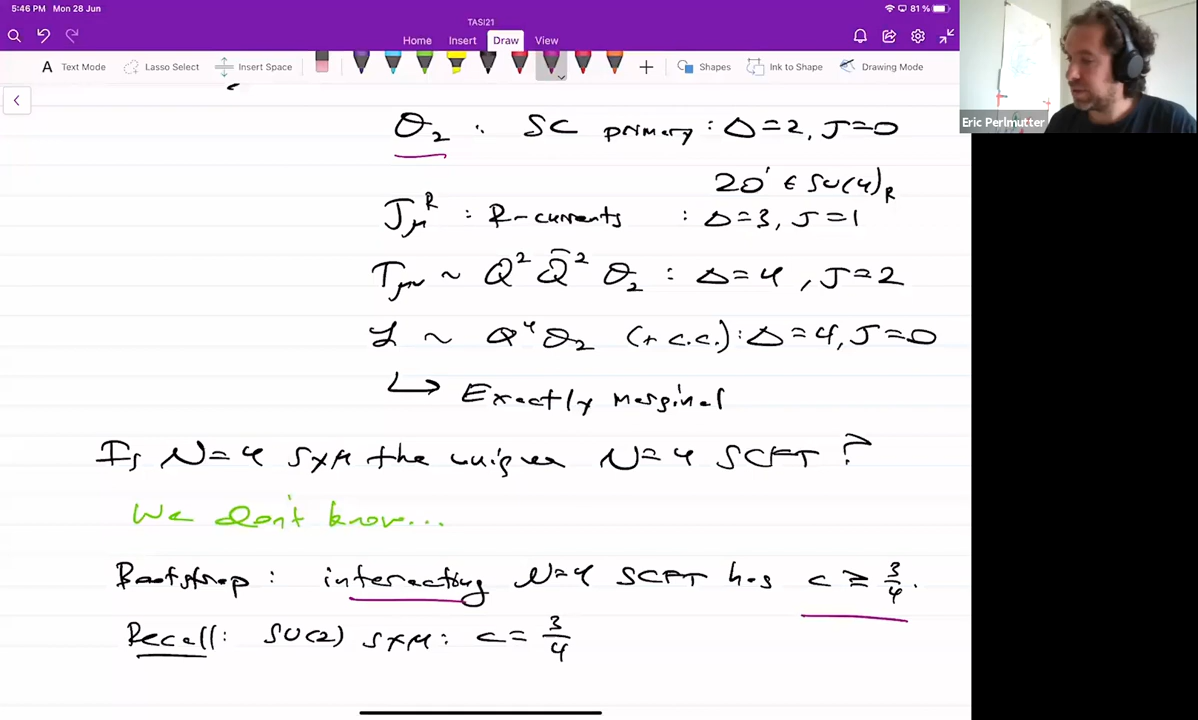 5:46 PM Mon 28 Jun
81%
TASI21
Home Insert Draw View
A Text Mode Lasso Select Insert Space Shapes Ink to Shape Drawing Mode
Eric Perlmutter
O₂ : SC primary : Δ=2, J=0
20' ∈ SU(4)_R
J_μ^R : R-currents : Δ=3, J=1
T_μν ~ Q² Q̄² O₂ : Δ=4, J=2
L ~ Q⁴ O₂ (+ c.c.) : Δ=4, J=0
↳ Exactly marginal
Is N=4 SYM the unique N=4 SCFT?
We don't know...
Bootstrap : interacting N=4 SCFT has c ≥ 3/4.
Recall: SU(2) SYM: c = 3/4